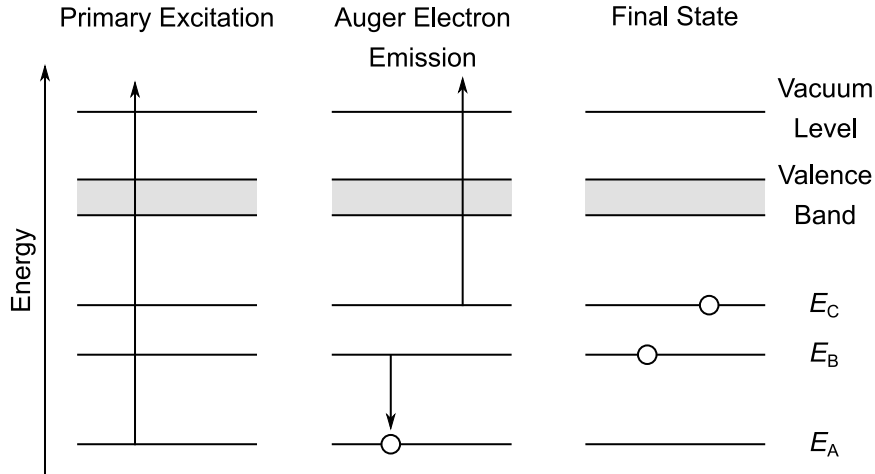 Primary Excitation
Auger Electron
Emission
Final State
Vacuum
Level
Valence
Band
Energy
E_C
E_B
E_A